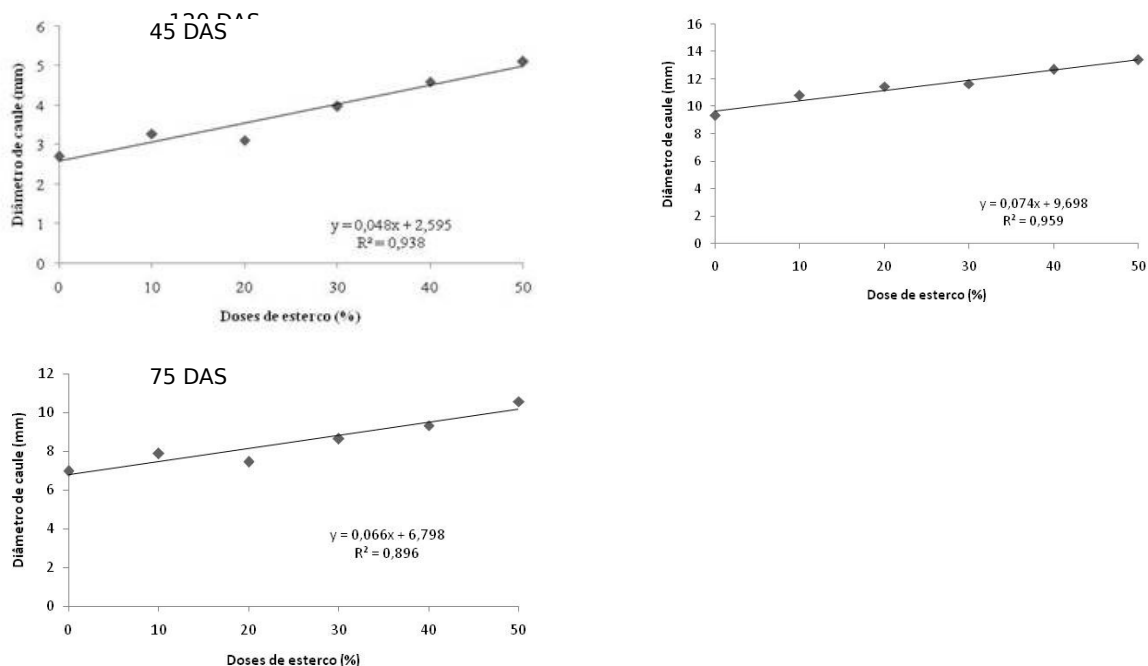 120 DAS
45 DAS
6
5
4
3
2
1
0
Diâmetro de caule (mm)
y = 0,048x + 2,595
R² = 0,938
0 10 20 30 40 50
Doses de esterco (%)
16
14
12
10
8
6
4
2
0
Diâmetro de caule (mm)
y = 0,074x + 9,698
R² = 0,959
0 10 20 30 40 50
Dose de esterco (%)
75 DAS
12
10
8
6
4
2
0
Diâmetro de caule (mm)
y = 0,066x + 6,798
R² = 0,896
0 10 20 30 40 50
Doses de esterco (%)